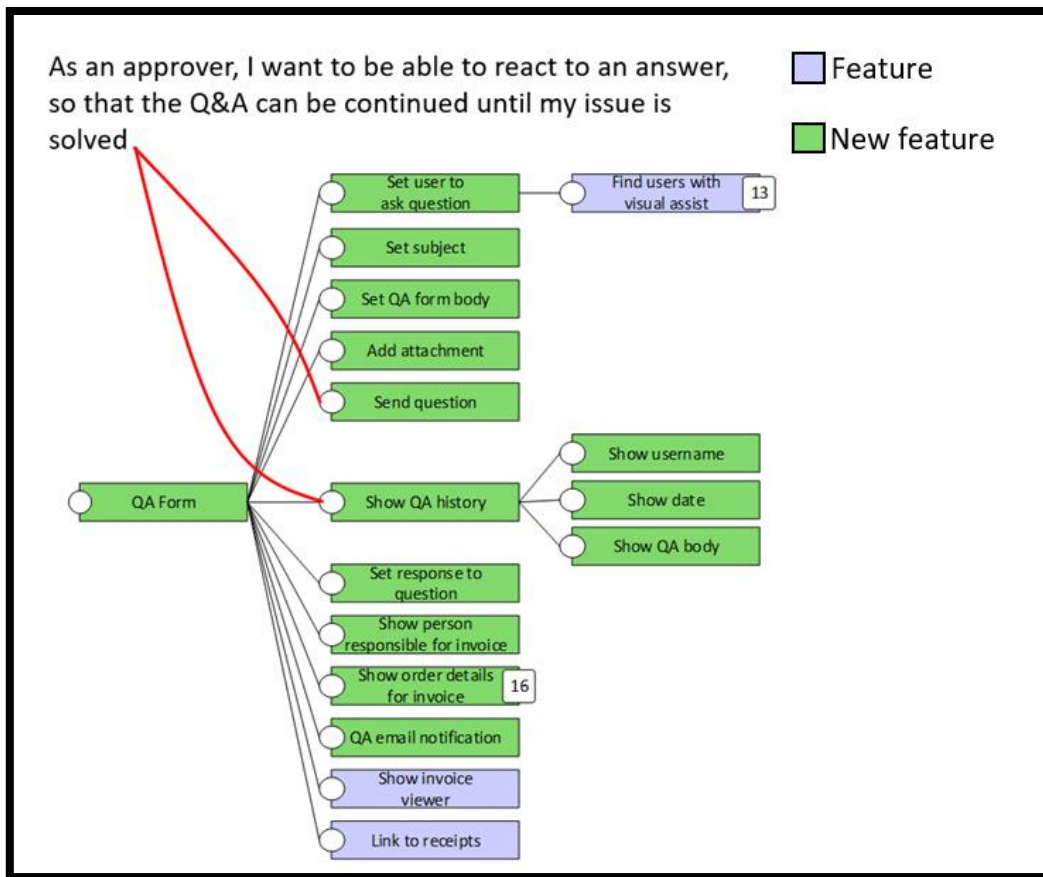 As an approver, I want to be able to react to an answer,
so that the Q&A can be continued until my issue is
solved
Feature
New feature
Set user to
ask question
Find users with
visual assist
13
Set subject
Set QA form body
Add attachment
Send question
QA Form
Show QA history
Show username
Show date
Show QA body
Set response to
question
Show person
responsible for invoice
Show order details
for invoice
16
QA email notification
Show invoice
viewer
Link to receipts